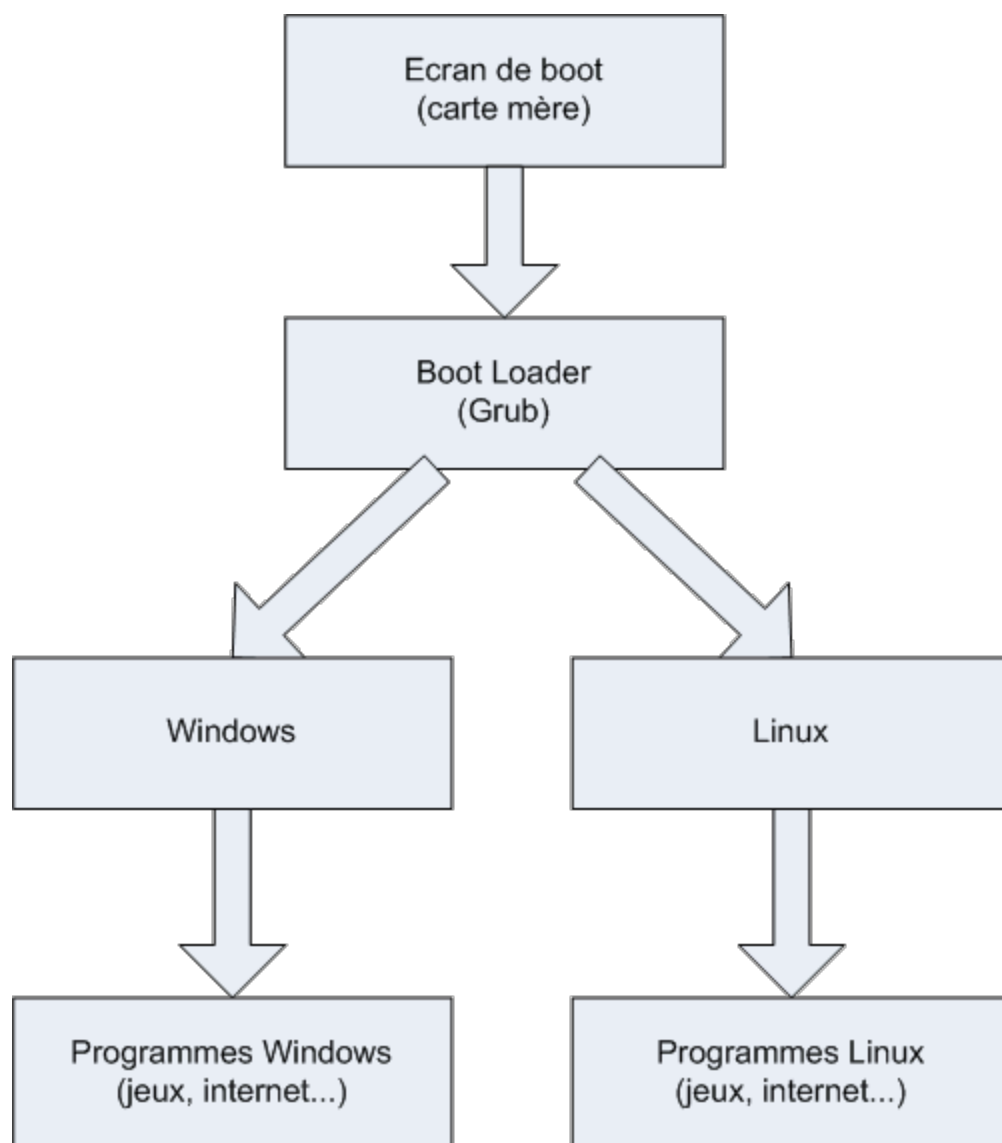 Ecran de boot
(carte mère)
Boot Loader
(Grub)
Windows
Linux
Programmes Windows
(jeux, internet...)
Programmes Linux
(jeux, internet...)